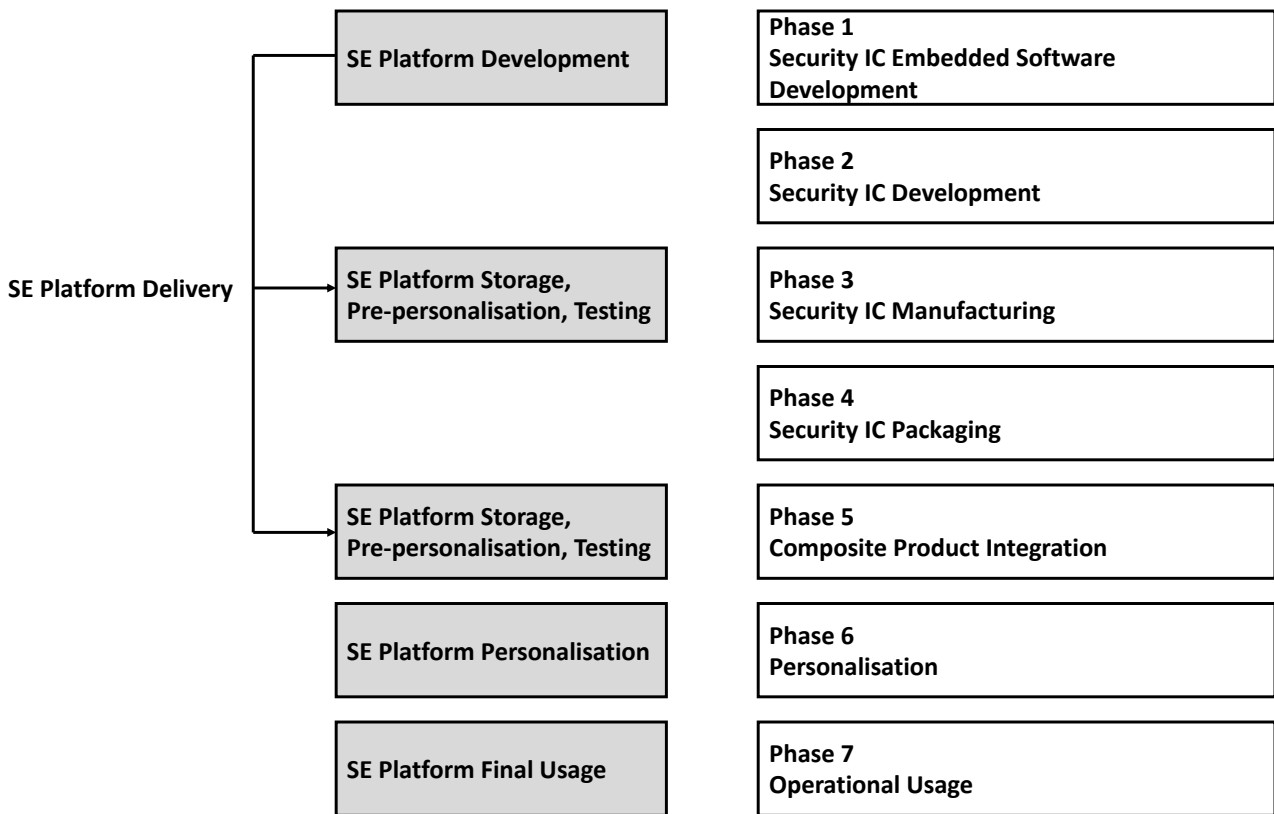 SE Platform Development
Phase 1
Security IC Embedded Software
Development
Phase 2
Security IC Development
SE Platform Delivery
SE Platform Storage,
Pre-personalisation, Testing
Phase 3
Security IC Manufacturing
Phase 4
Security IC Packaging
SE Platform Storage,
Pre-personalisation, Testing
Phase 5
Composite Product Integration
SE Platform Personalisation
Phase 6
Personalisation
SE Platform Final Usage
Phase 7
Operational Usage